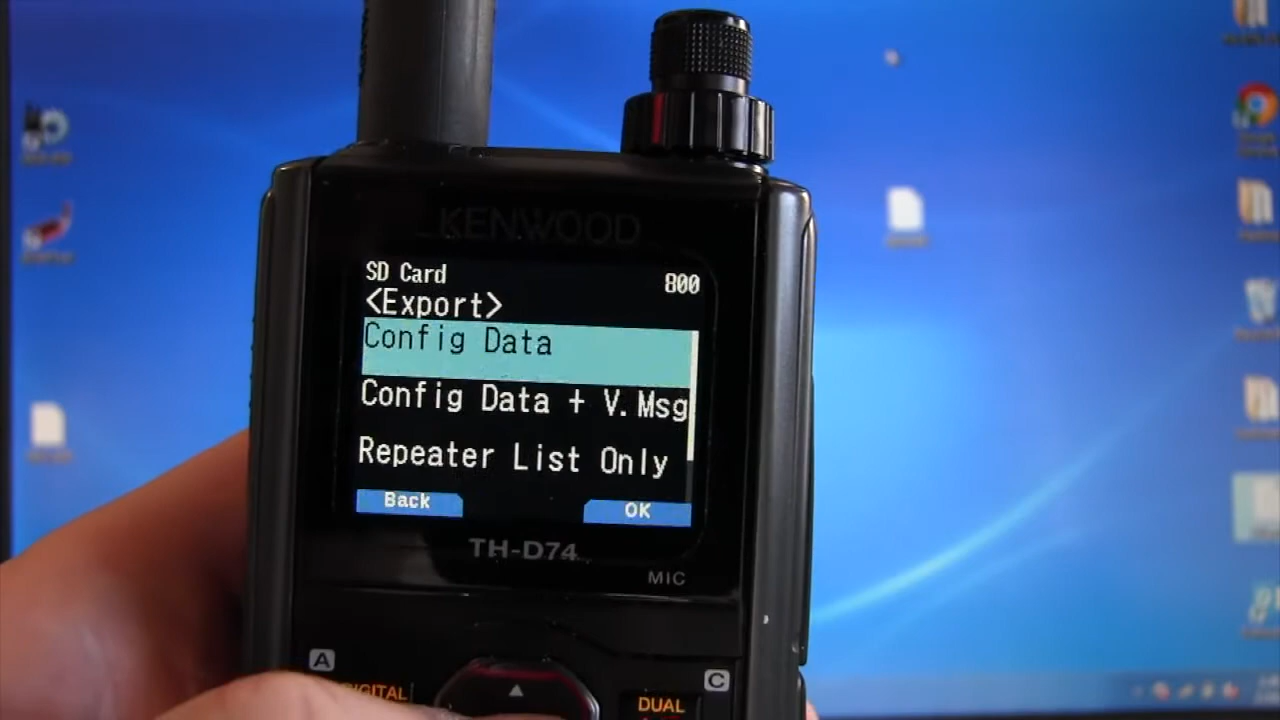 KENWOOD
SD Card 800
<Export>
Config Data
Config Data + V.Msg
Repeater List Only
Back OK
TH-D74
MIC
A C
DIGITAL DUAL